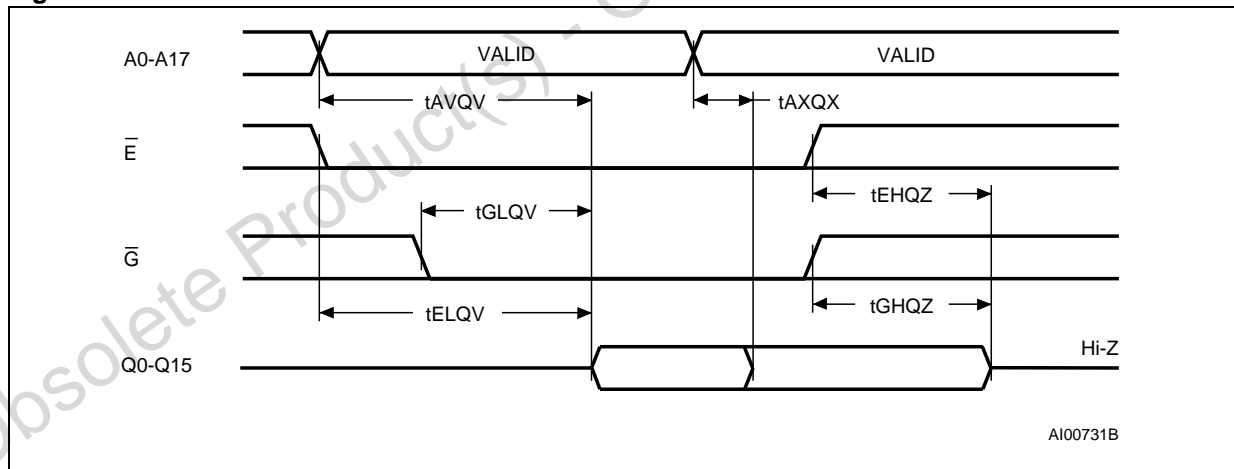 A0-A17
VALID
VALID
tAVQV
tAXQX
E
tEHQZ
tGLQV
G
tGHQZ
tELQV
Q0-Q15
Hi-Z
AI00731B
Obsolete Product(s) -